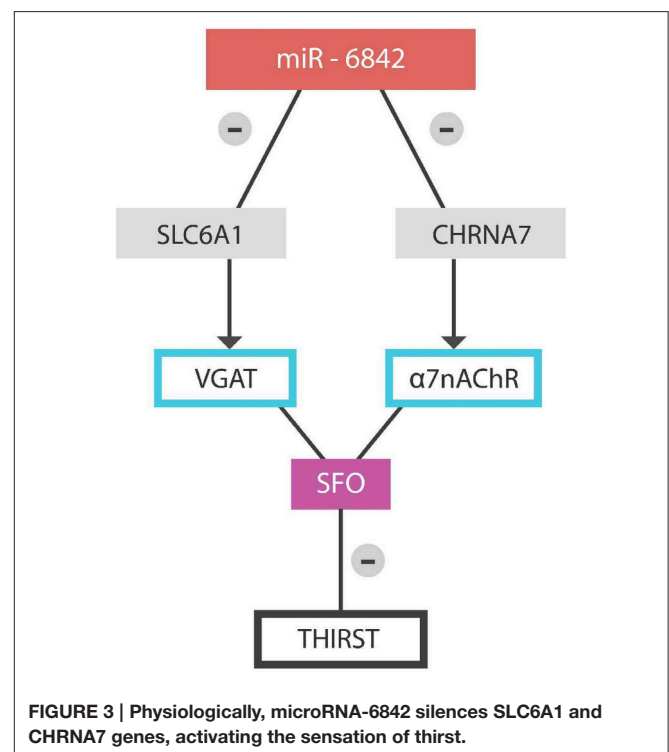 miR - 6842
−
−
SLC6A1
CHRNA7
VGAT
α7nAChR
SFO
−
THIRST
FIGURE 3 | Physiologically, microRNA-6842 silences SLC6A1 and
CHRNA7 genes, activating the sensation of thirst.